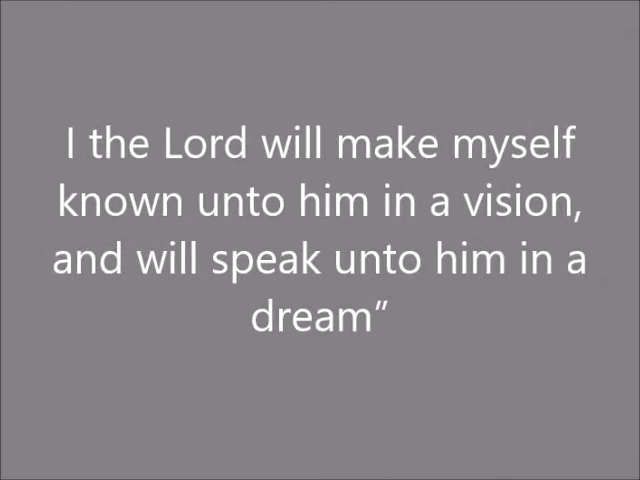 I the Lord will make myself
known unto him in a vision,
and will speak unto him in a
dream”